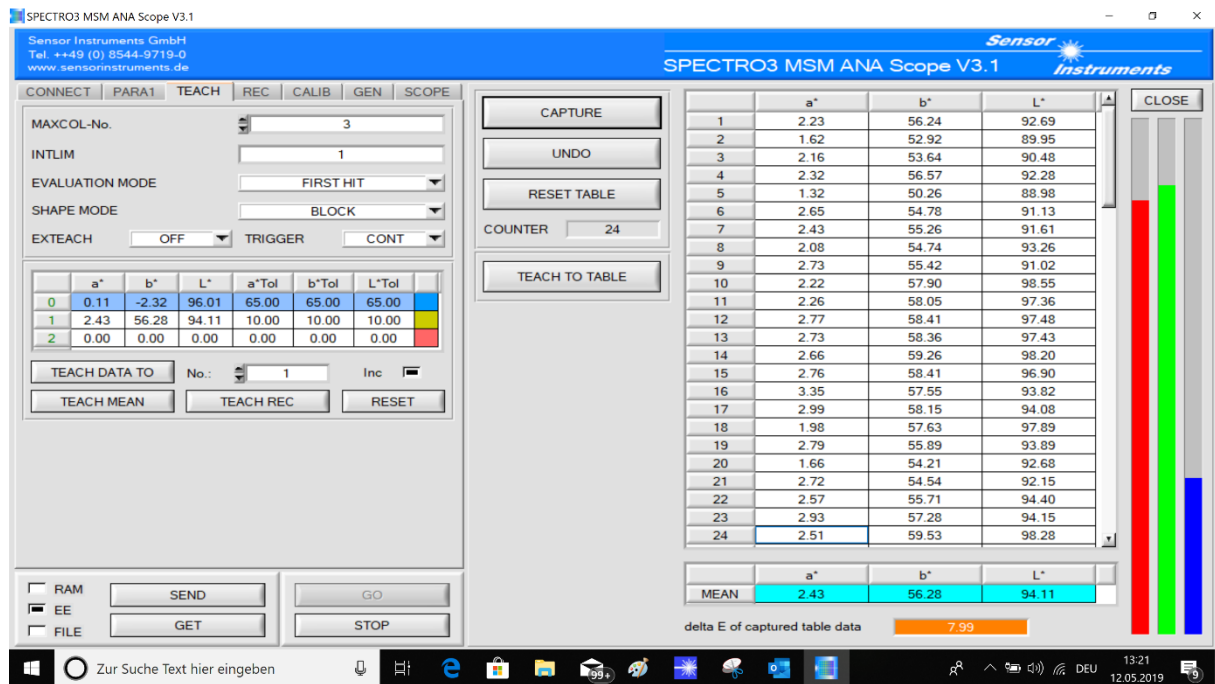 SPECTRO3 MSM ANA Scope V3.1
Sensor Instruments GmbH
Tel. ++49 (0) 8544-9719-0
www.sensorinstruments.de
Sensor
Instruments
SPECTRO3 MSM ANA Scope V3.1
CONNECT PARA1 TEACH REC CALIB GEN SCOPE
MAXCOL-No. 3
INTLIM 1
EVALUATION MODE FIRST HIT
SHAPE MODE BLOCK
EXTEACH OFF TRIGGER CONT
a* b* L* a*Tol b*Tol L*Tol
0 0.11 -2.32 96.01 65.00 65.00 65.00
1 2.43 56.28 94.11 10.00 10.00 10.00
2 0.00 0.00 0.00 0.00 0.00 0.00
TEACH DATA TO No.: 1 Inc
TEACH MEAN TEACH REC RESET
RAM
EE
FILE
SEND
GET
GO
STOP
CAPTURE
UNDO
RESET TABLE
COUNTER 24
TEACH TO TABLE
a* b* L*
1 2.23 56.24 92.69
2 1.62 52.92 89.95
3 2.16 53.64 90.48
4 2.32 56.57 92.28
5 1.32 50.26 88.98
6 2.65 54.78 91.13
7 2.43 55.26 91.61
8 2.08 54.74 93.26
9 2.73 55.42 91.02
10 2.22 57.90 98.55
11 2.26 58.05 97.36
12 2.77 58.41 97.48
13 2.73 58.36 97.43
14 2.66 59.26 98.20
15 2.76 58.41 96.90
16 3.35 57.55 93.82
17 2.99 58.15 94.08
18 1.98 57.63 97.89
19 2.79 55.89 93.89
20 1.66 54.21 92.68
21 2.72 54.54 92.15
22 2.57 55.71 94.40
23 2.93 57.28 94.15
24 2.51 59.53 98.28
a* b* L*
MEAN 2.43 56.28 94.11
delta E of captured table data 7.99
CLOSE
Zur Suche Text hier eingeben
99+
DEU
13:21
12.05.2019
9